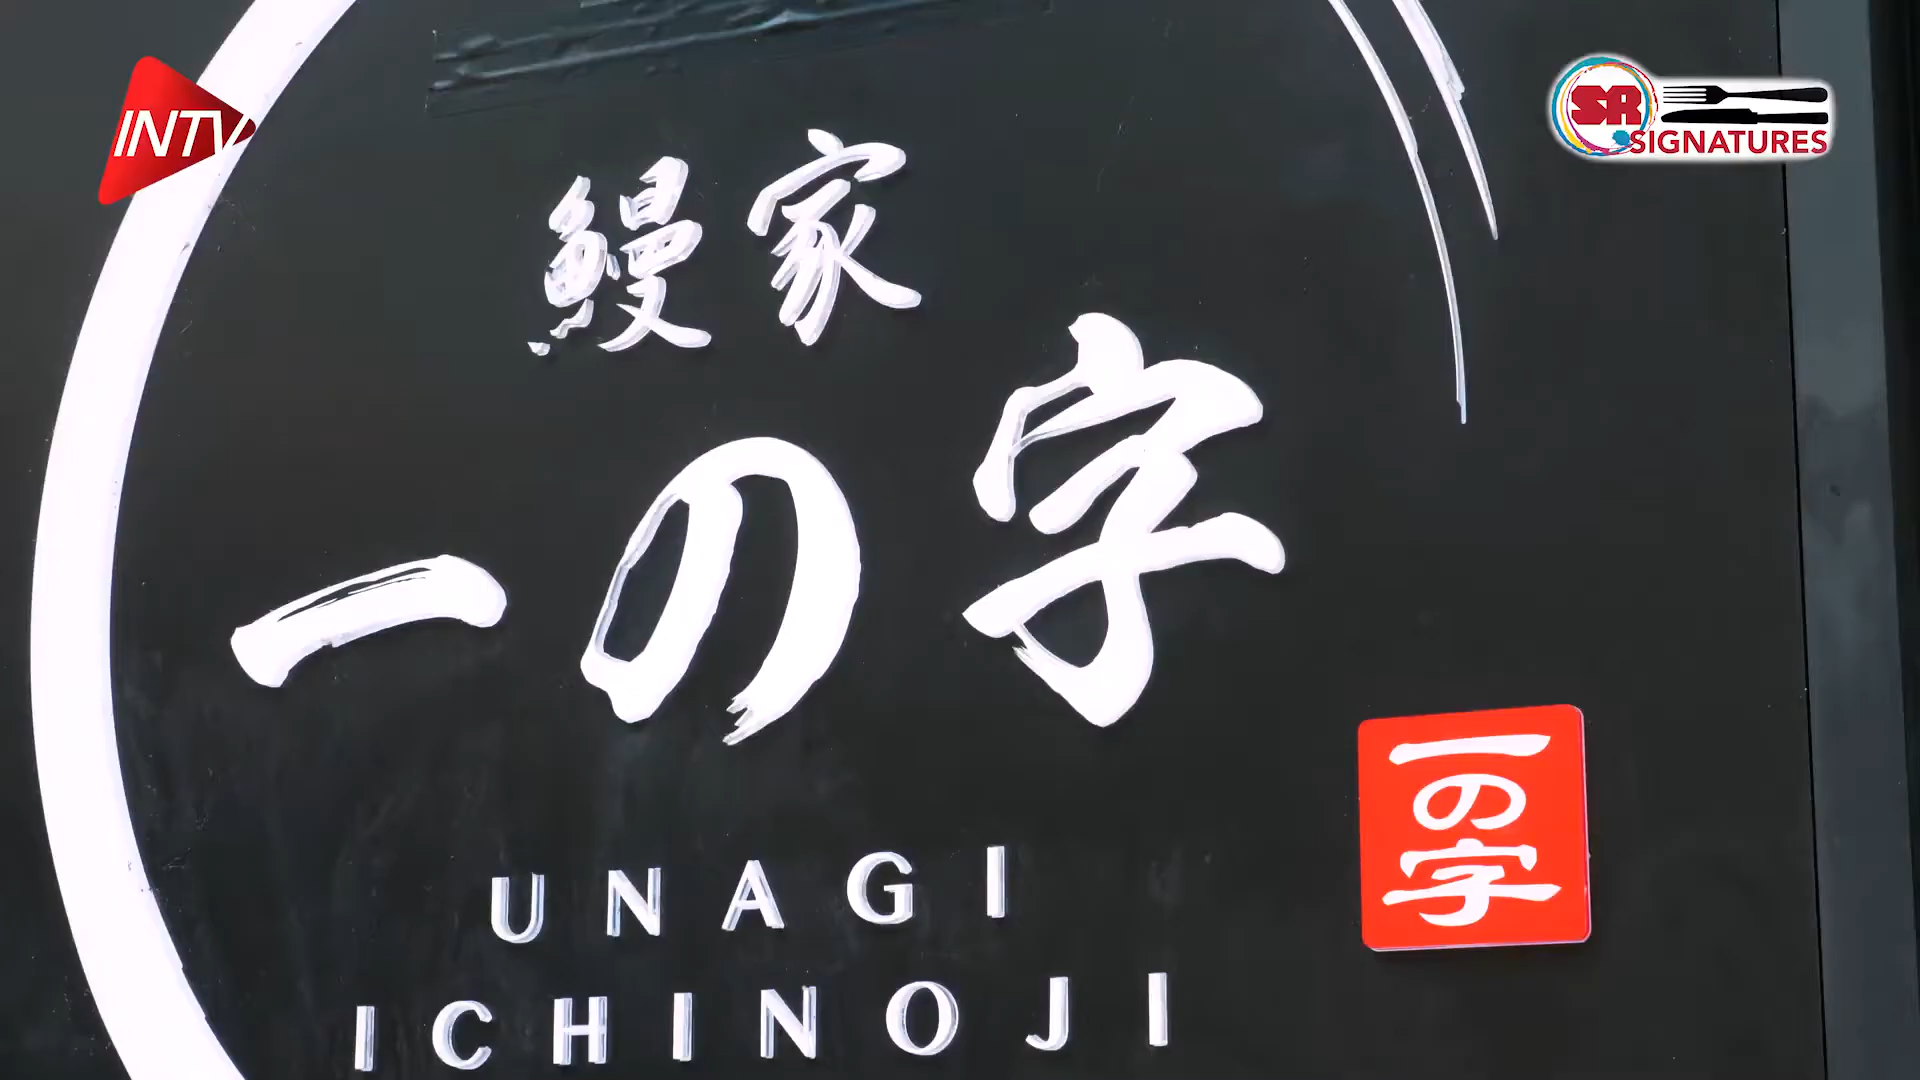 INTV
SR
SIGNATURES
鰻家
一の字
一の字
UNAGI
ICHINOJI